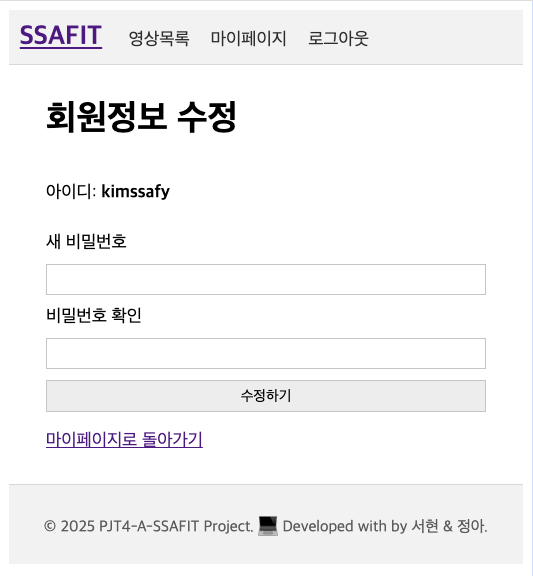 SSAFIT 영상목록 마이페이지 로그아웃
회원정보 수정
아이디: kimssafy
새 비밀번호
비밀번호 확인
수정하기
마이페이지로 돌아가기
© 2025 PJT4-A-SSAFIT Project. 💻 Developed with by 서현 & 정아.